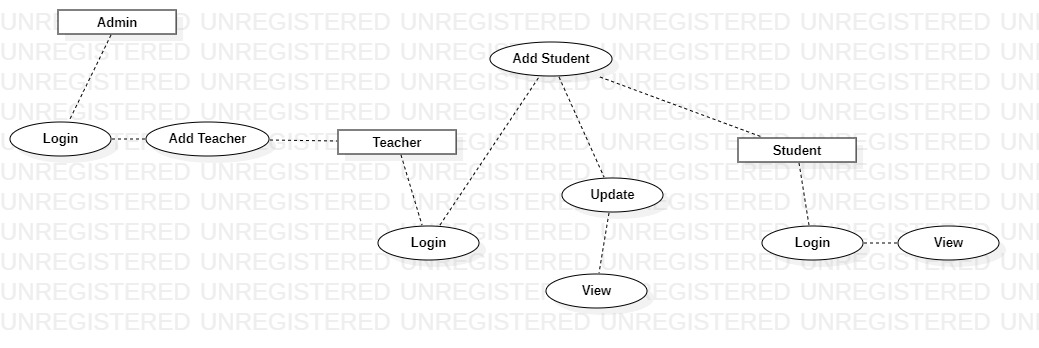 Admin
Login
Add Teacher
Teacher
Login
Add Student
Update
View
Student
Login
View
UNREGISTERED UNREGISTERED UNREGISTERED UNREGISTERED UNREGISTERED UNI